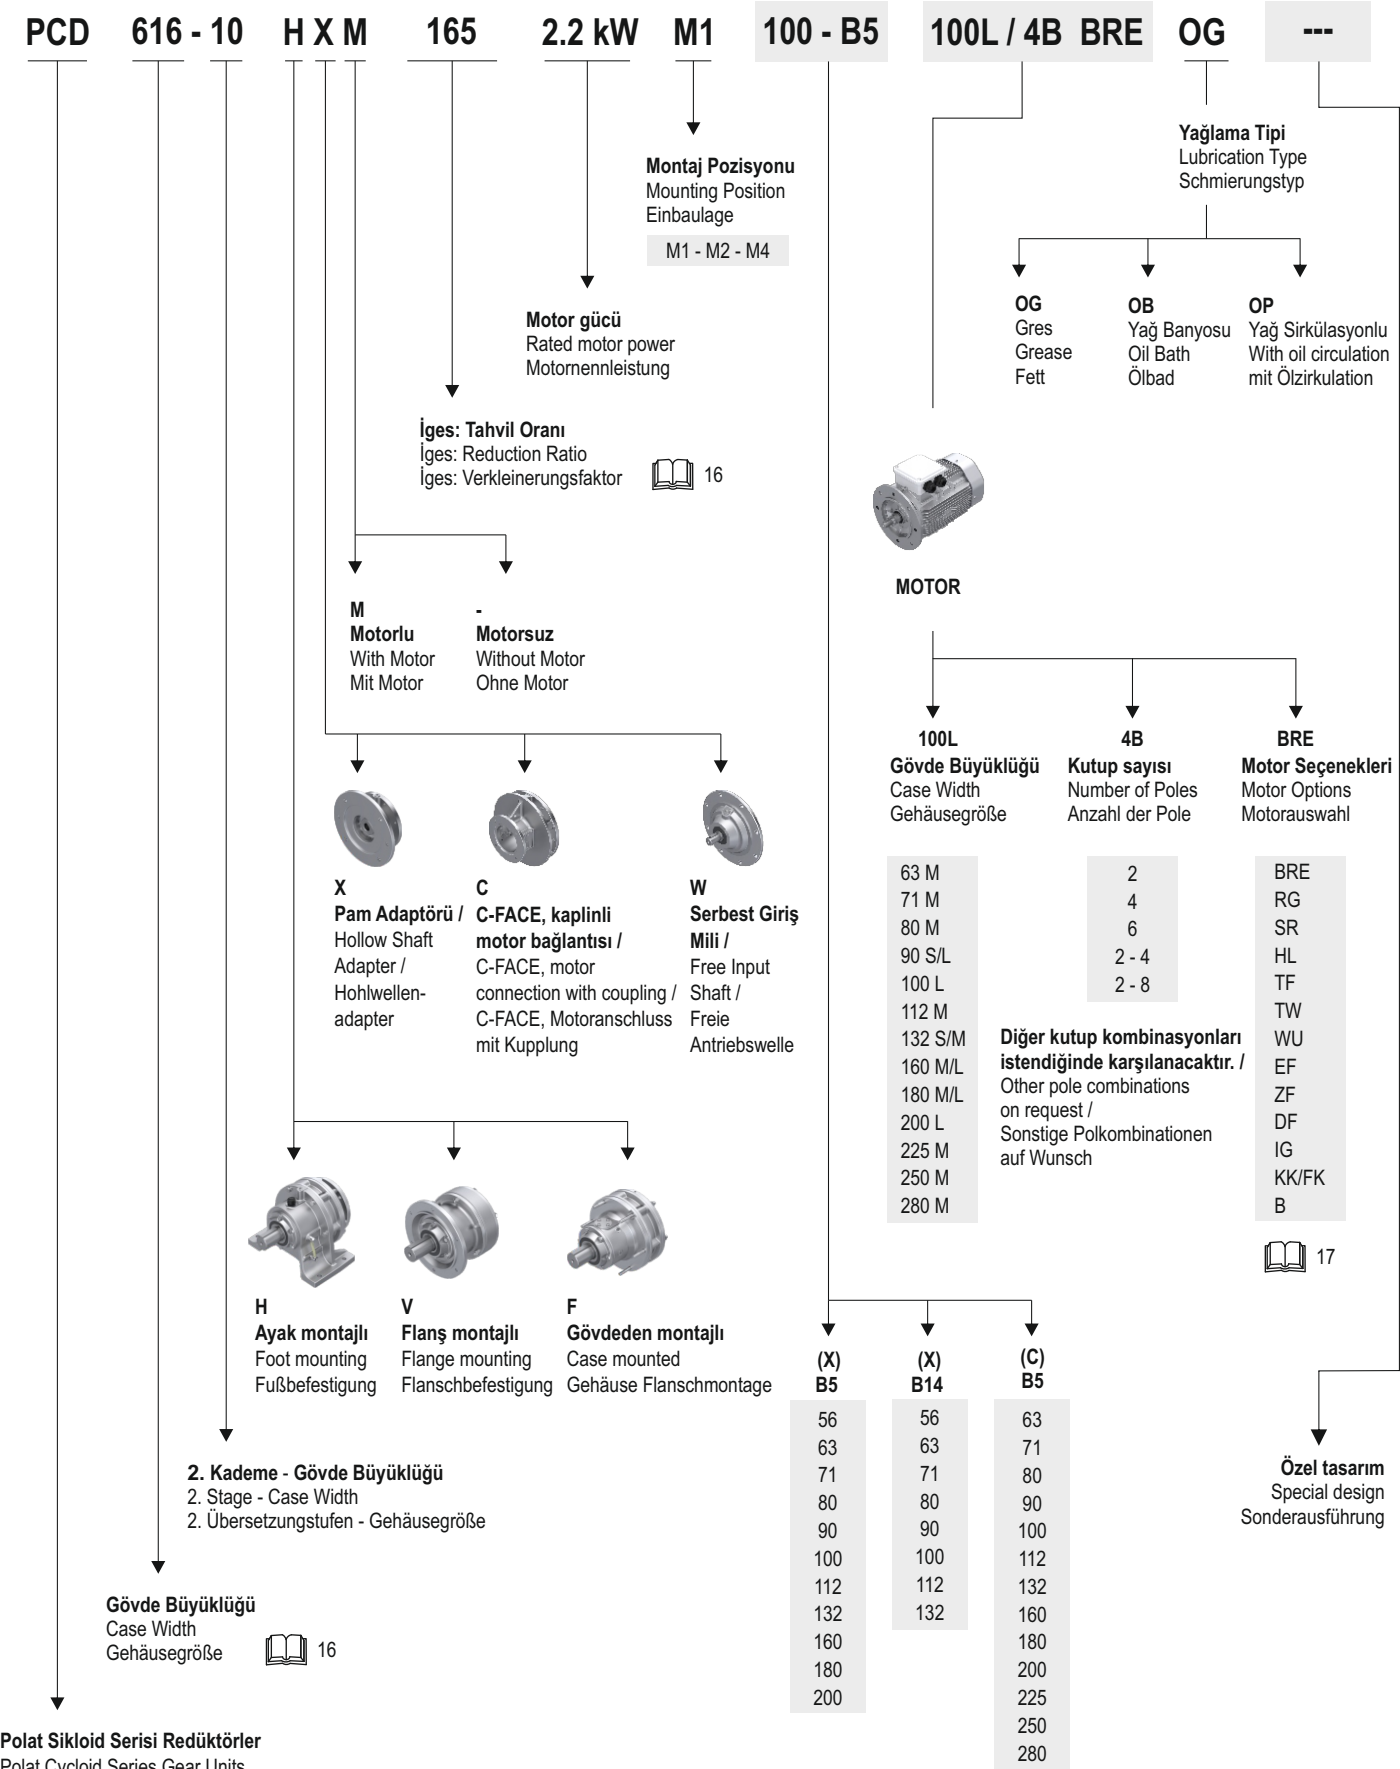 PCD 616 - 10 H X M 165 2.2 kW M1 100 - B5 100L / 4B BRE OG ---
Yağlama Tipi
Lubrication Type
Schmierungstyp
Montaj Pozisyonu
Mounting Position
Einbaulage
M1 - M2 - M4
OG
Gres
Grease
Fett
OB
Yağ Banyosu
Oil Bath
Ölbad
OP
Yağ Sirkülasyonlu
With oil circulation
mit Ölzirkulation
Motor gücü
Rated motor power
Motornennleistung
İges: Tahvil Oranı
İges: Reduction Ratio
İges: Verkleinerungsfaktor
16
MOTOR
M
Motorlu
With Motor
Mit Motor
-
Motorsuz
Without Motor
Ohne Motor
100L
Gövde Büyüklüğü
Case Width
Gehäusegröße
63 M
71 M
80 M
90 S/L
100 L
112 M
132 S/M
160 M/L
180 M/L
200 L
225 M
250 M
280 M
4B
Kutup sayısı
Number of Poles
Anzahl der Pole
2
4
6
2 - 4
2 - 8
Diğer kutup kombinasyonları
istendiğinde karşılanacaktır. /
Other pole combinations
on request /
Sonstige Polkombinationen
auf Wunsch
BRE
Motor Seçenekleri
Motor Options
Motorauswahl
BRE
RG
SR
HL
TF
TW
WU
EF
ZF
DF
IG
KK/FK
B
17
X
Pam Adaptörü /
Hollow Shaft
Adapter /
Hohlwellen-
adapter
C
C-FACE, kaplinli
motor bağlantısı /
C-FACE, motor
connection with coupling /
C-FACE, Motoranschluss
mit Kupplung
W
Serbest Giriş
Mili /
Free Input
Shaft /
Freie
Antriebswelle
H
Ayak montajlı
Foot mounting
Fußbefestigung
V
Flanş montajlı
Flange mounting
Flanschbefestigung
F
Gövdeden montajlı
Case mounted
Gehäuse Flanschmontage
(X)
B5
56
63
71
80
90
100
112
132
160
180
200
(X)
B14
56
63
71
80
90
100
112
132
(C)
B5
63
71
80
90
100
112
132
160
180
200
225
250
280
Özel tasarım
Special design
Sonderausführung
2. Kademe - Gövde Büyüklüğü
2. Stage - Case Width
2. Übersetzungstufen - Gehäusegröße
Gövde Büyüklüğü
Case Width
Gehäusegröße
16
Polat Sikloid Serisi Redüktörler
Polat Cycloid Series Gear Units